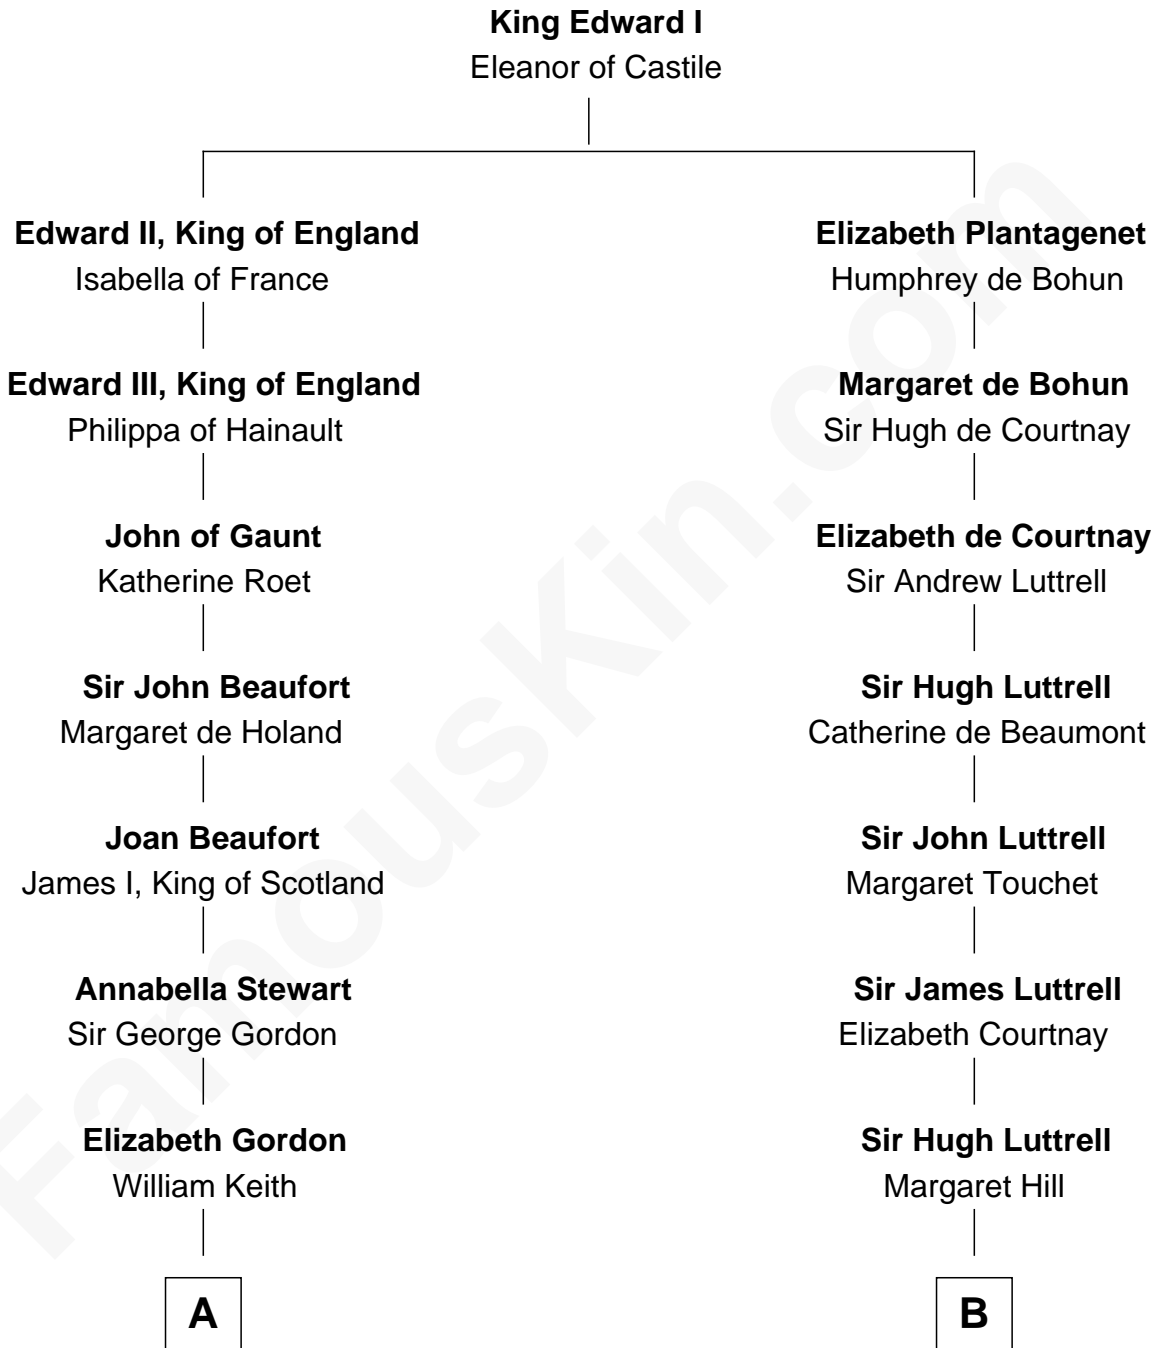 King Edward I
Eleanor of Castile
Edward II, King of England
Isabella of France
Edward III, King of England
Philippa of Hainault
John of Gaunt
Katherine Roet
Sir John Beaufort
Margaret de Holand
Joan Beaufort
James I, King of Scotland
Annabella Stewart
Sir George Gordon
Elizabeth Gordon
William Keith
A
Elizabeth Plantagenet
Humphrey de Bohun
Margaret de Bohun
Sir Hugh de Courtnay
Elizabeth de Courtnay
Sir Andrew Luttrell
Sir Hugh Luttrell
Catherine de Beaumont
Sir John Luttrell
Margaret Touchet
Sir James Luttrell
Elizabeth Courtnay
Sir Hugh Luttrell
Margaret Hill
B
FamousKin.com